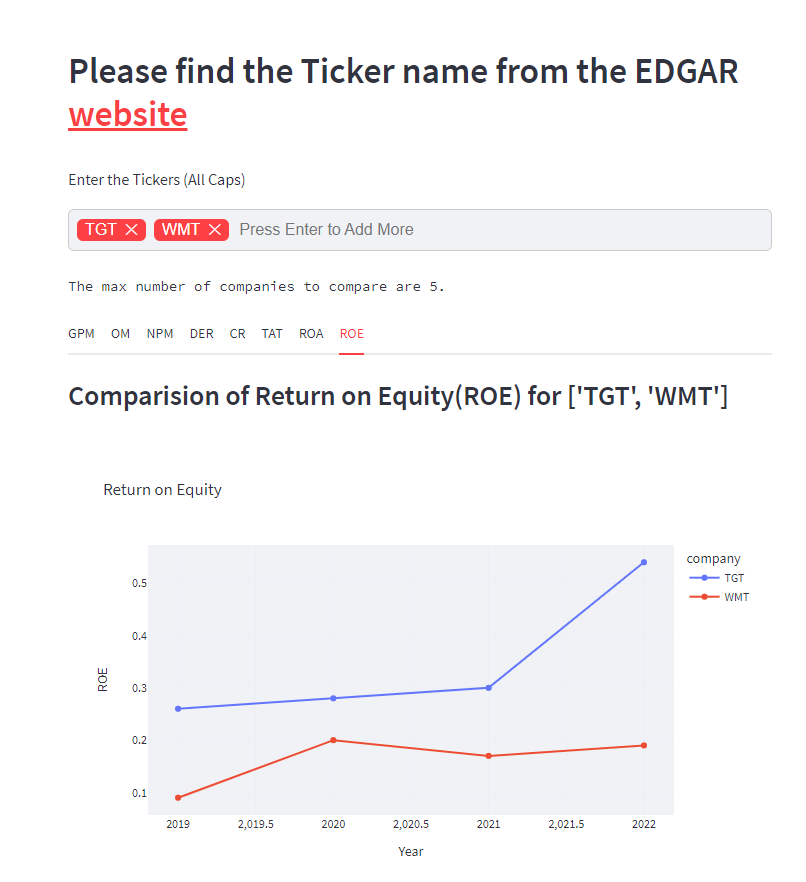 Please find the Ticker name from the EDGAR
website
Enter the Tickers (All Caps)
TGT WMT Press Enter to Add More
The max number of companies to compare are 5.
GPM OM NPM DER CR TAT ROA ROE
Comparision of Return on Equity(ROE) for ['TGT', 'WMT']
Return on Equity
company
TGT
WMT
0.5
0.4
0.3
0.2
0.1
ROE
2019 2,019.5 2020 2,020.5 2021 2,021.5 2022
Year